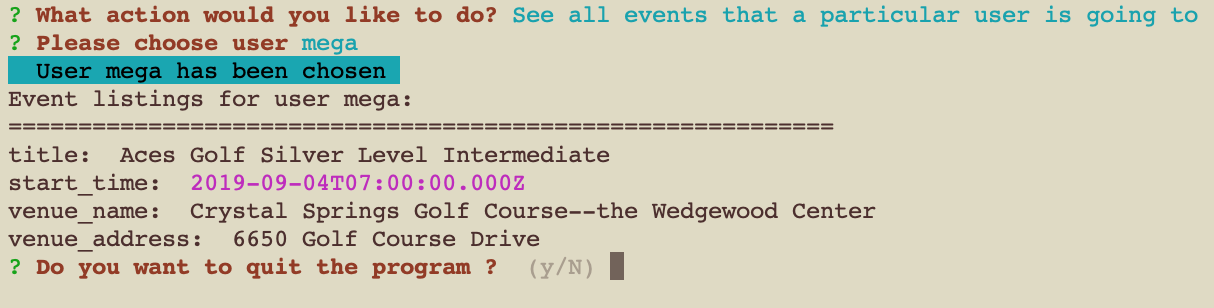 ? What action would you like to do? See all events that a particular user is going to
? Please choose user mega
User mega has been chosen
Event listings for user mega:
===========================================================
title:  Aces Golf Silver Level Intermediate
start_time:  2019-09-04T07:00:00.000Z
venue_name:  Crystal Springs Golf Course--the Wedgewood Center
venue_address:  6650 Golf Course Drive
? Do you want to quit the program ?  (y/N)